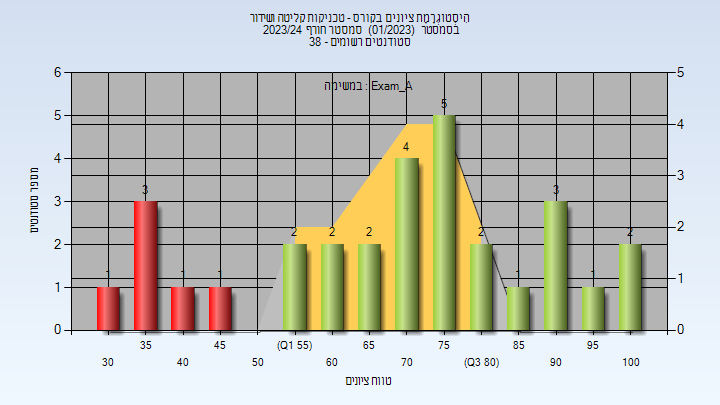 היסטוגרמת ציונים בקורס - טכניקות קליטה ושידור
בסמסטר (01/2023) סמסטר חורף 2023/24
סטודנטים רשומים - 38
במשימה : Exam_A
מספר סטודנטים
6 5 4 3 2 1 0
5 4 3 2 1 0
1 3 1 1 2 2 2 4 5 2 1 3 1 2
35 45 (Q1 55) 65 75 85 95
30 40 50 60 70 (Q3 80) 90 100
טווח ציונים